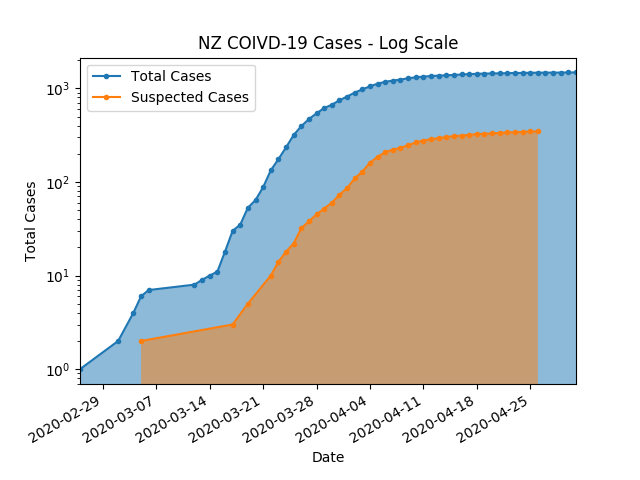 NZ COIVD-19 Cases - Log Scale
Total Cases
Suspected Cases
Total Cases
10³
10²
10¹
10⁰
2020-02-29
2020-03-07
2020-03-14
2020-03-21
2020-03-28
2020-04-04
2020-04-11
2020-04-18
2020-04-25
Date